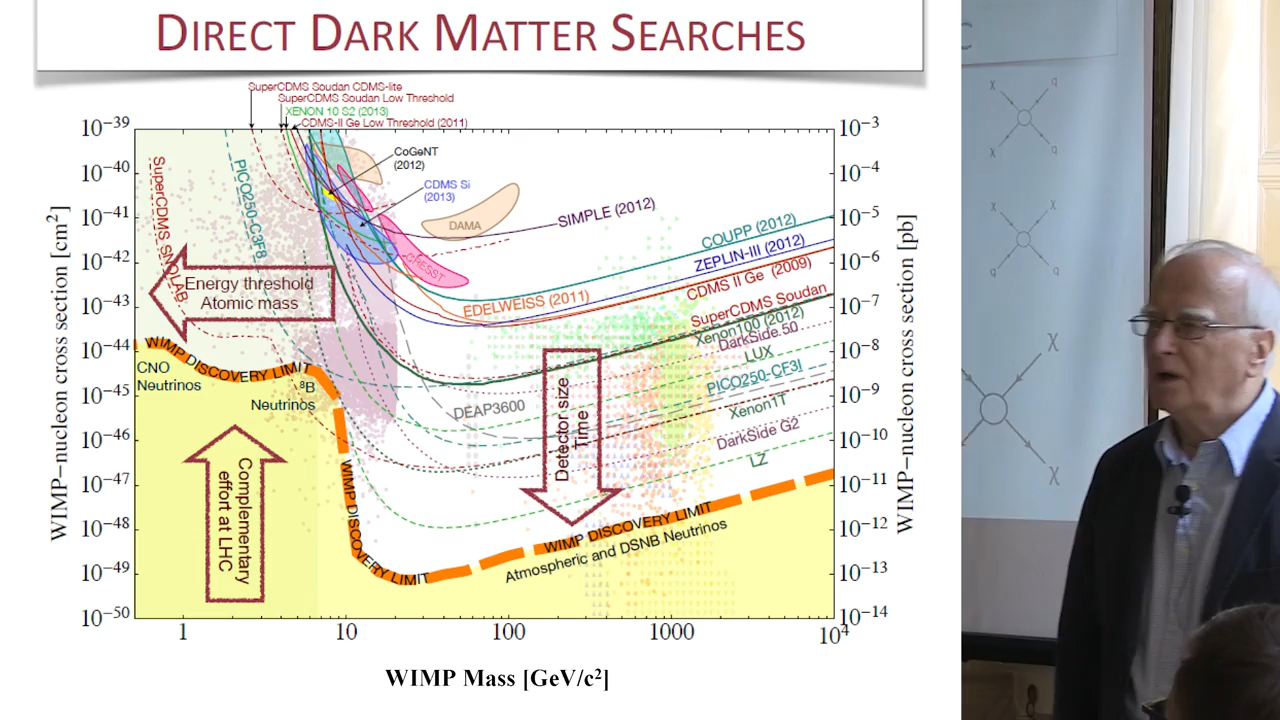 DIRECT DARK MATTER SEARCHES
SuperCDMS Soudan CDMS-lite
SuperCDMS Soudan Low Threshold
XENON 10 S2 (2013)
CDMS-II Ge Low Threshold (2011)
10−39
10−40
10−41
10−42
10−43
10−44
10−45
10−46
10−47
10−48
10−49
10−50
WIMP−nucleon cross section [cm2]
10−3
10−4
10−5
10−6
10−7
10−8
10−9
10−10
10−11
10−12
10−13
10−14
WIMP−nucleon cross section [pb]
1
10
100
1000
104
WIMP Mass [GeV/c2]
SuperCDMS SNOLAB
PICO250-C3F8
CoGeNT
(2012)
CDMS Si
(2013)
DAMA
CRESST
SIMPLE (2012)
COUPP (2012)
ZEPLIN-III (2012)
CDMS II Ge (2009)
EDELWEISS (2011)
SuperCDMS Soudan
Xenon100 (2012)
DarkSide 50
LUX
PICO250-CF3I
DEAP3600
Xenon1T
DarkSide G2
LZ
Energy threshold
Atomic mass
Detector size
Time
Complementary
effort at LHC
WIMP DISCOVERY LIMIT
CNO
Neutrinos
8B
Neutrinos
WIMP DISCOVERY LIMIT
WIMP DISCOVERY LIMIT
Atmospheric and DSNB Neutrinos
C
χ
q
χ
q
χ
χ
q
q
χ
χ